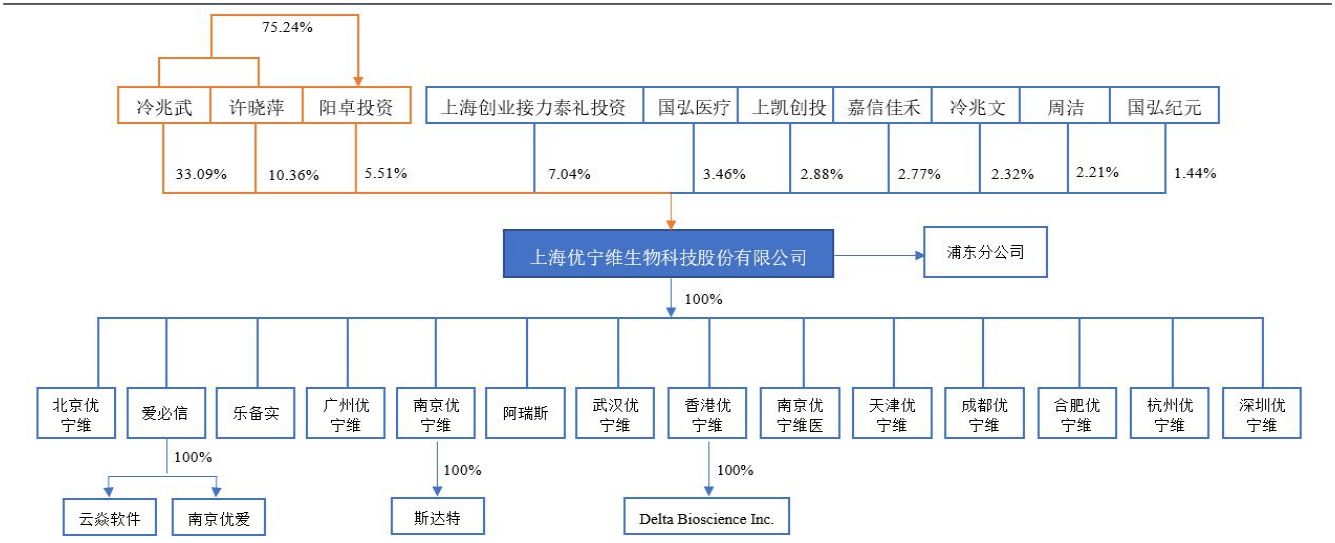 75.24%
冷兆武
许晓萍
阳卓投资
上海创业接力泰礼投资
国弘医疗
上凯创投
嘉信佳禾
冷兆文
周洁
国弘纪元
33.09%
10.36%
5.51%
7.04%
3.46%
2.88%
2.77%
2.32%
2.21%
1.44%
上海优宁维生物科技股份有限公司
浦东分公司
100%
北京优
宁维
爱必信
乐备实
广州优
宁维
南京优
宁维
阿瑞斯
武汉优
宁维
香港优
宁维
南京优
宁维医
天津优
宁维
成都优
宁维
合肥优
宁维
杭州优
宁维
深圳优
宁维
100%
100%
100%
云焱软件
南京优爱
斯达特
Delta Bioscience Inc.